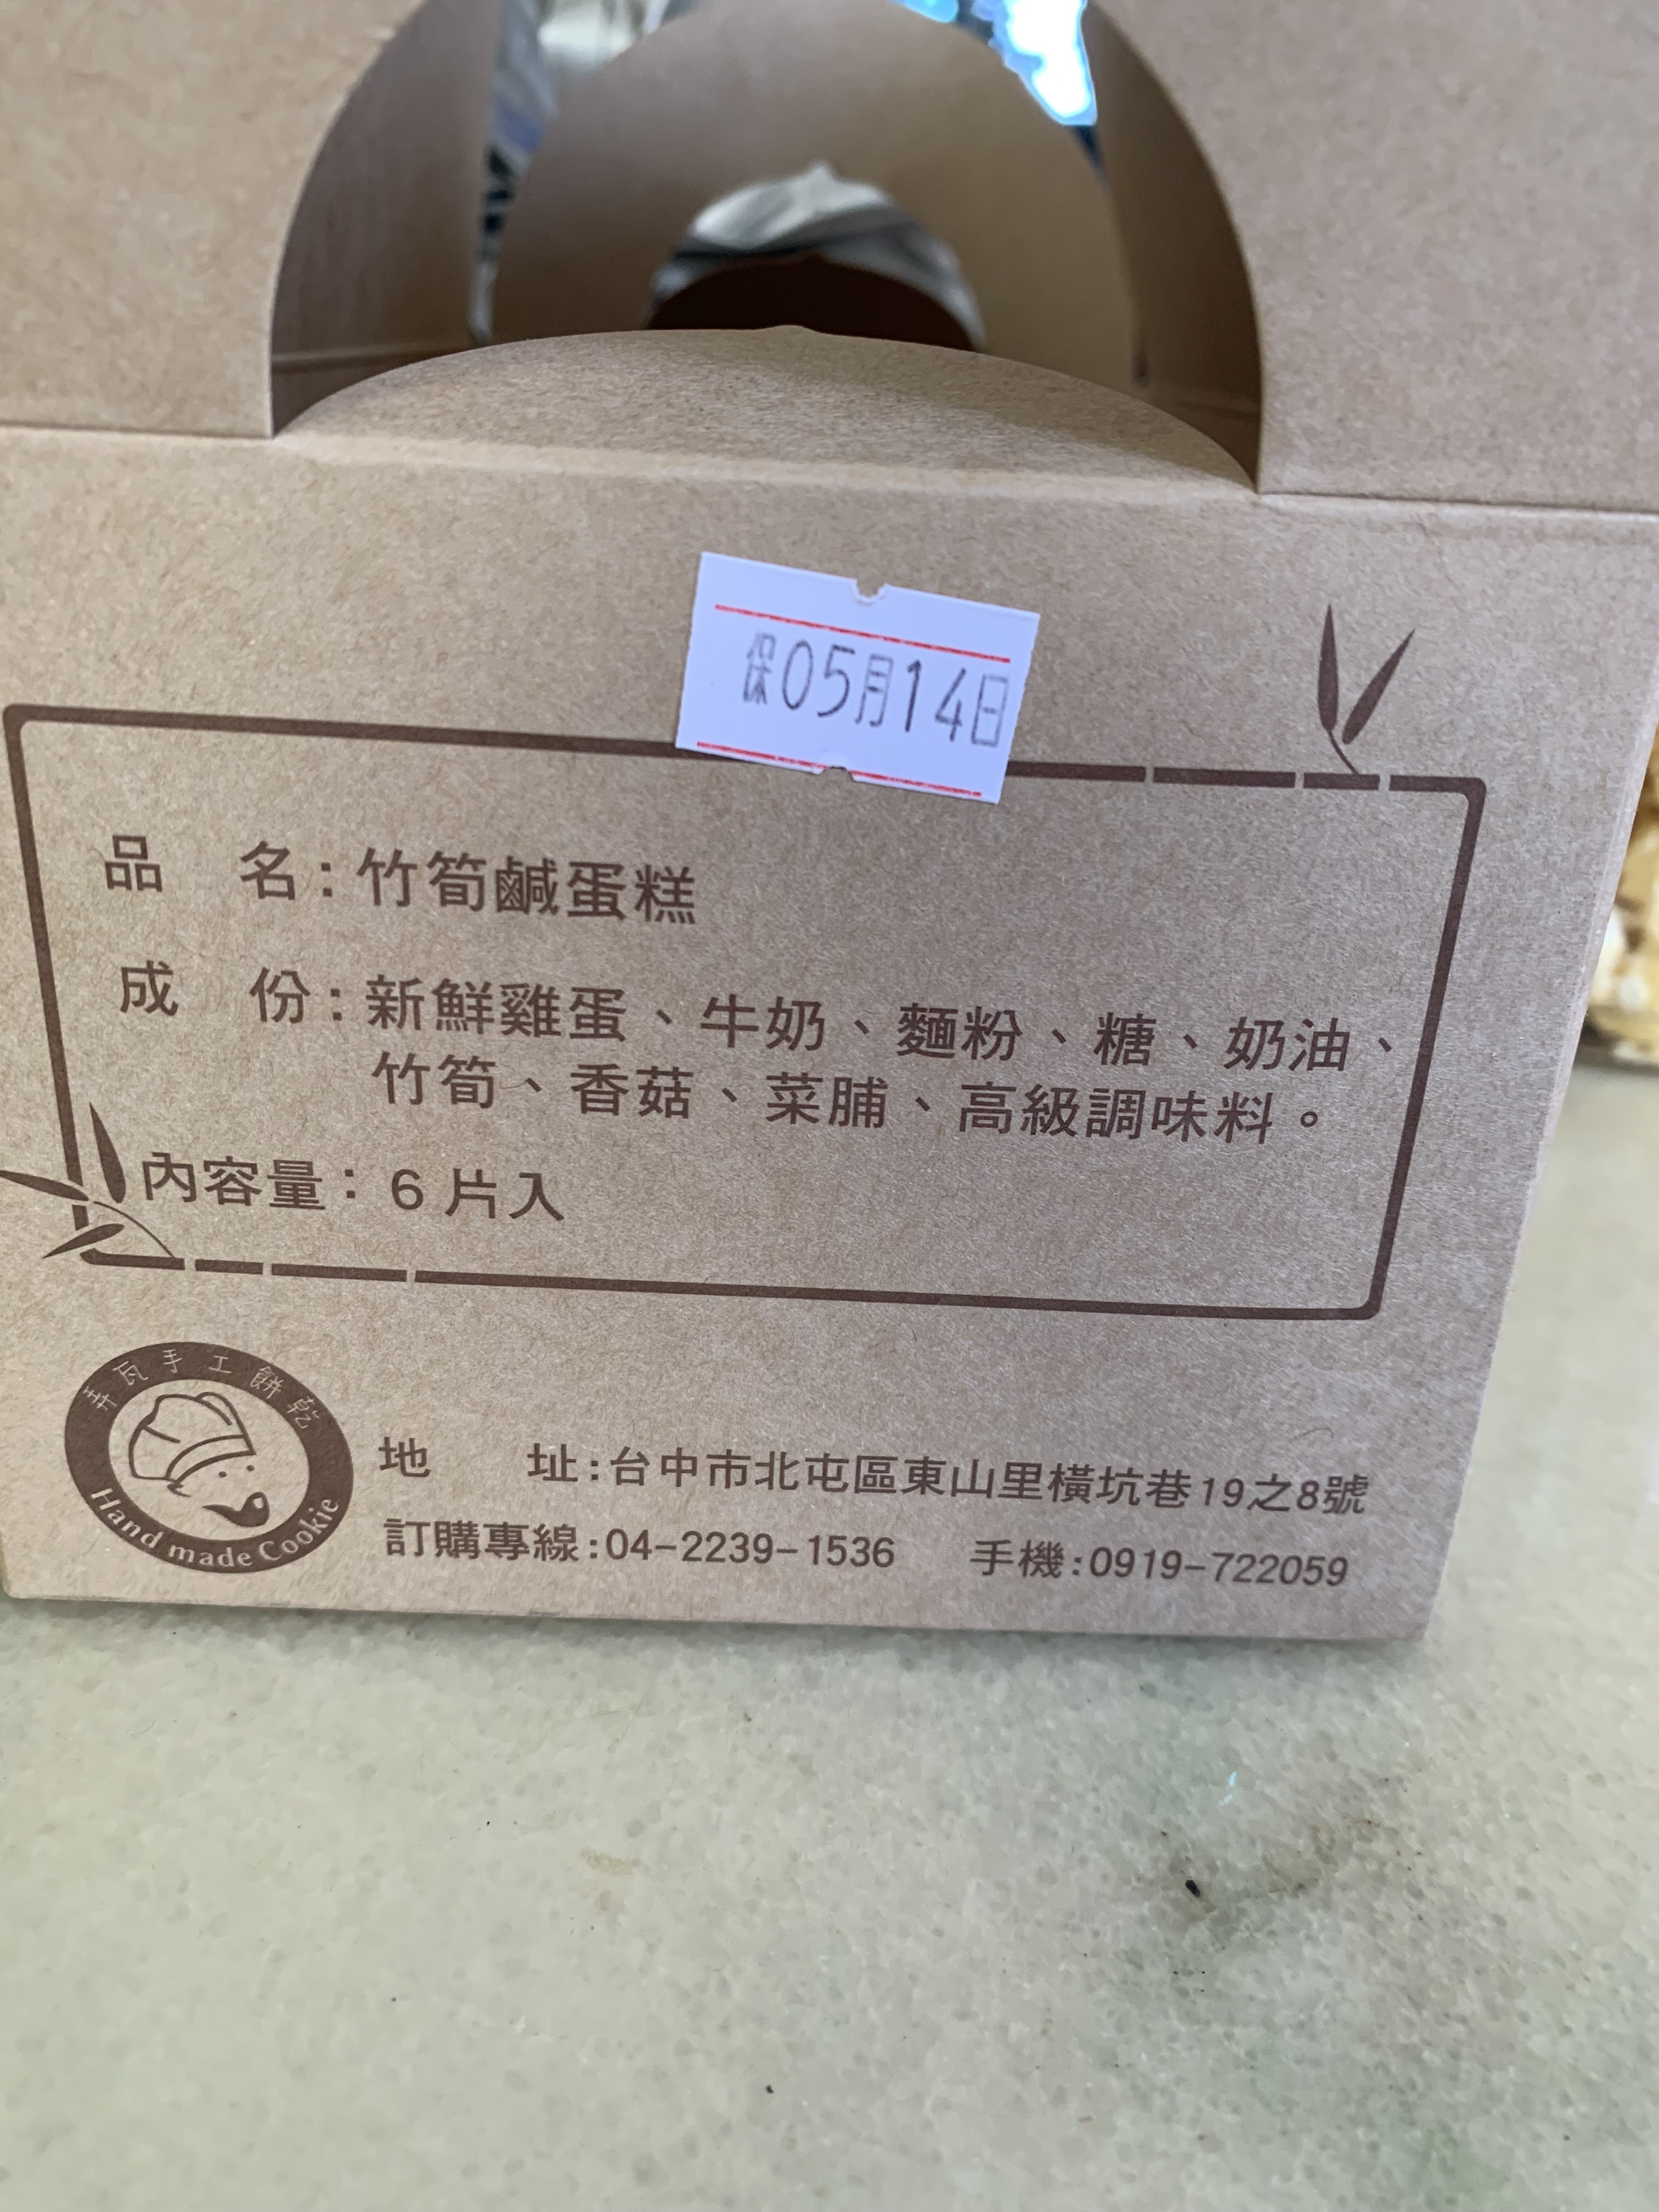 保05月14日
品　名：竹筍鹹蛋糕
成　份：新鮮雞蛋、牛奶、麵粉、糖、奶油、
竹筍、香菇、菜脯、高級調味料。
內容量：6片入
弄瓦手工餅乾
Hand made Cookie
地　址:台中市北屯區東山里橫坑巷19之8號
訂購專線:04-2239-1536　手機:0919-722059